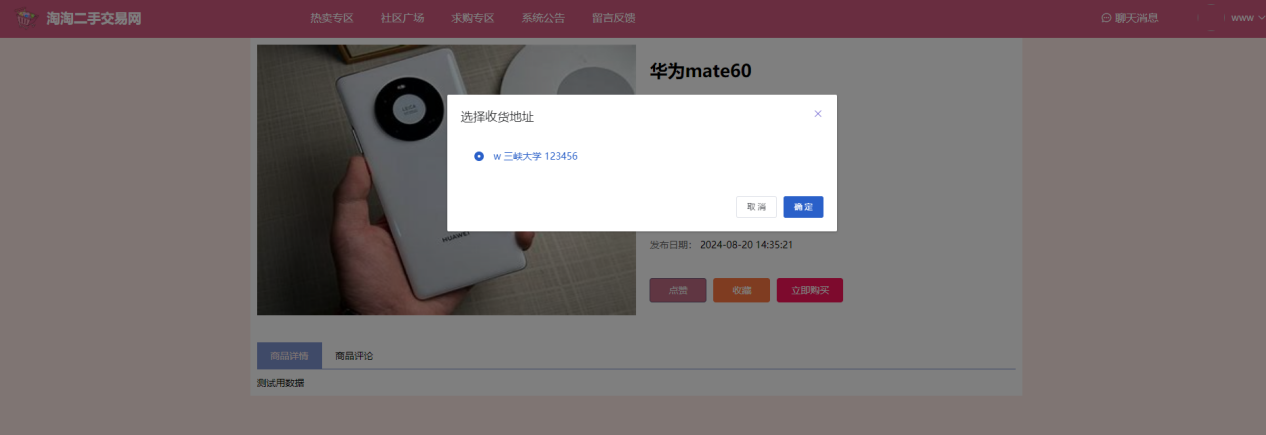 淘淘二手交易网 热卖专区 社区广场 求购专区 系统公告 留言反馈 聊天消息 www
华为mate60
选择收货地址
w 三峡大学 123456
取消 确定
HUAWEI
发布日期： 2024-08-20 14:35:21
点赞 收藏 立即购买
商品详情 商品评论
测试用数据